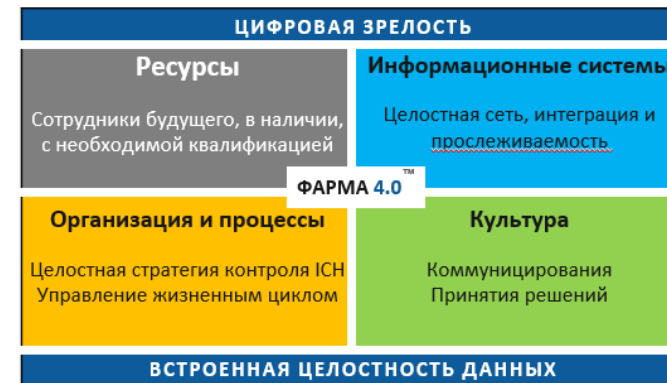 ЦИФРОВАЯ ЗРЕЛОСТЬ
Ресурсы
Сотрудники будущего, в наличии,
с необходимой квалификацией
Информационные системы
Целостная сеть, интеграция и
прослеживаемость
ФАРМА 4.0™
Организация и процессы
Целостная стратегия контроля ICH
Управление жизненным циклом
Культура
Коммуницирования
Принятия решений
ВСТРОЕННАЯ ЦЕЛОСТНОСТЬ ДАННЫХ